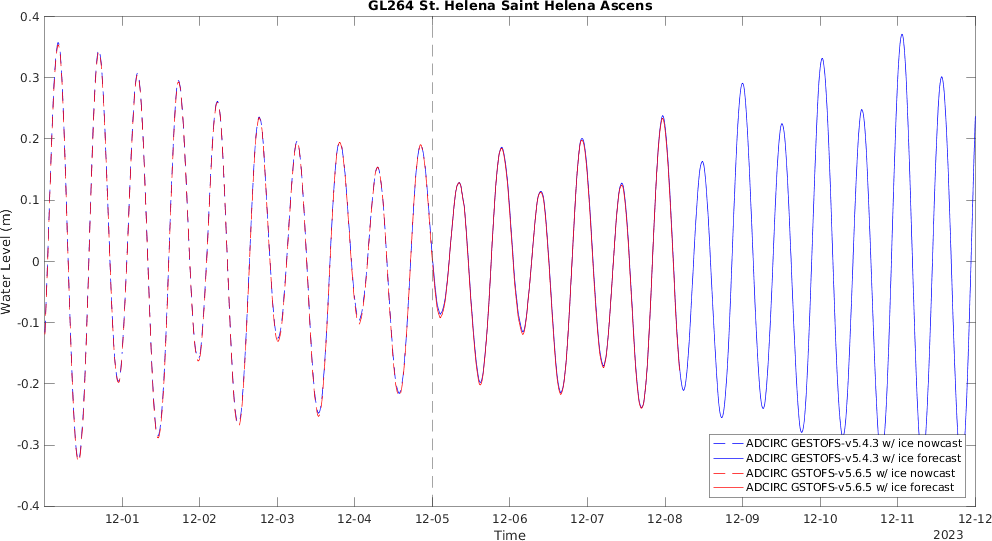 GL264 St. Helena Saint Helena Ascens
0.4
0.3
0.2
0.1
0
-0.1
-0.2
-0.3
-0.4
Water Level (m)
12-01 12-02 12-03 12-04 12-05 12-06 12-07 12-08 12-09 12-10 12-11 12-12
Time
2023
ADCIRC GESTOFS-v5.4.3 w/ ice nowcast
ADCIRC GESTOFS-v5.4.3 w/ ice forecast
ADCIRC GSTOFS-v5.6.5 w/ ice nowcast
ADCIRC GSTOFS-v5.6.5 w/ ice forecast